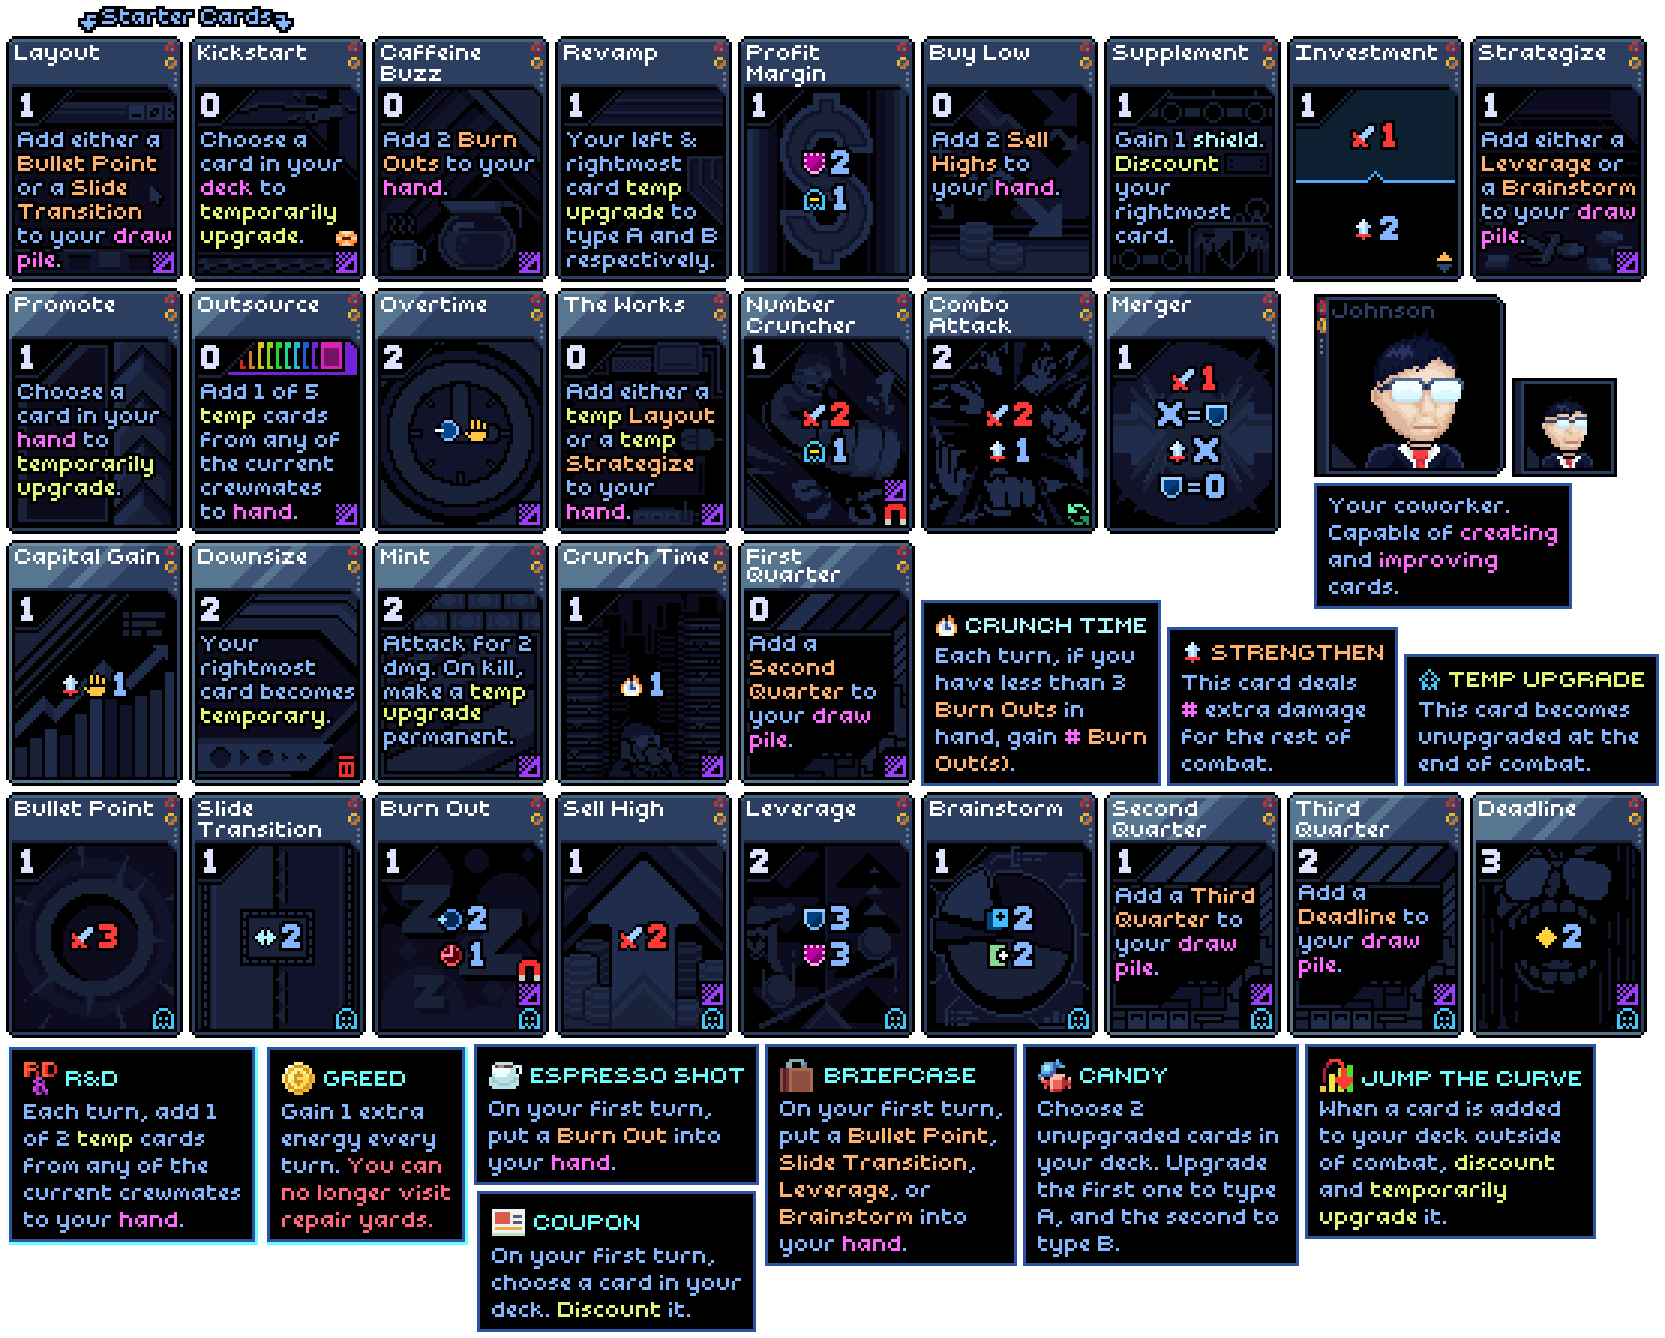 Starter Cards
Layout
1
Add either a
Bullet Point
or a Slide
Transition
to your draw
pile.
Kickstart
0
Choose a
card in your
deck to
temporarily
upgrade.
Caffeine
Buzz
0
Add 2 Burn
Outs to your
hand.
Revamp
1
Your left &
rightmost
card temp
upgrade to
type A and B
respectively.
Profit
Margin
1
2
1
Buy Low
0
Add 2 Sell
Highs to
your hand.
Supplement
1
Gain 1 shield.
Discount
your
rightmost
card.
Investment
1
1
2
Strategize
1
Add either a
Leverage or
a Brainstorm
to your draw
pile.
Promote
1
Choose a
card in your
hand to
temporarily
upgrade.
Outsource
0
Add 1 of 5
temp cards
from any of
the current
crewmates
to hand.
Overtime
2
The Works
0
Add either a
temp Layout
or a temp
Strategize
to your
hand.
Number
Cruncher
1
2
1
Combo
Attack
2
2
1
Merger
1
1
X=
X
=0
Johnson
Your coworker.
Capable of creating
and improving
cards.
Capital Gain
1
1
Downsize
2
Your
rightmost
card becomes
temporary.
Mint
2
Attack for 2
dmg. On kill,
make a temp
upgrade
permanent.
Crunch Time
1
1
First
Quarter
0
Add a
Second
Quarter to
your draw
pile.
CRUNCH TIME
Each turn, if you
have less than 3
Burn Outs in
hand, gain # Burn
Out(s).
STRENGTHEN
This card deals
# extra damage
for the rest of
combat.
TEMP UPGRADE
This card becomes
unupgraded at the
end of combat.
Bullet Point
1
3
Slide
Transition
1
2
Burn Out
1
2
1
Sell High
1
2
Leverage
2
3
3
Brainstorm
1
2
2
Second
Quarter
1
Add a Third
Quarter to
your draw
pile.
Third
Quarter
2
Add a
Deadline to
your draw
pile.
Deadline
3
2
R&D
R&D
Each turn, add 1
of 2 temp cards
from any of the
current crewmates
to your hand.
GREED
Gain 1 extra
energy every
turn. You can
no longer visit
repair yards.
ESPRESSO SHOT
On your first turn,
put a Burn Out into
your hand.
COUPON
On your first turn,
choose a card in your
deck. Discount it.
BRIEFCASE
On your first turn,
put a Bullet Point,
Slide Transition,
Leverage, or
Brainstorm into
your hand.
CANDY
Choose 2
unupgraded cards in
your deck. Upgrade
the first one to type
A, and the second to
type B.
JUMP THE CURVE
When a card is added
to your deck outside
of combat, discount
and temporarily
upgrade it.